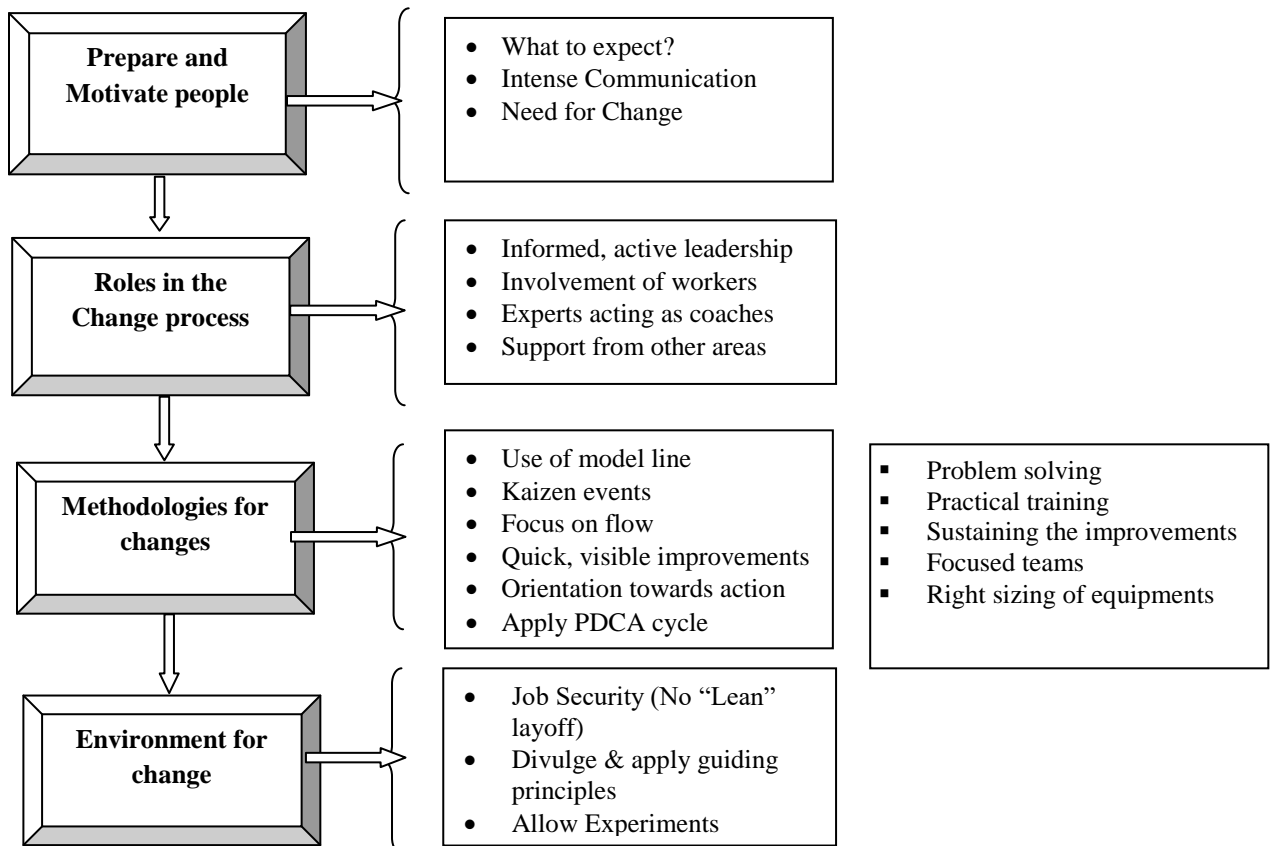 Prepare and
Motivate people
• What to expect?
• Intense Communication
• Need for Change
Roles in the
Change process
• Informed, active leadership
• Involvement of workers
• Experts acting as coaches
• Support from other areas
Methodologies for
changes
• Use of model line
• Kaizen events
• Focus on flow
• Quick, visible improvements
• Orientation towards action
• Apply PDCA cycle
▪ Problem solving
▪ Practical training
▪ Sustaining the improvements
▪ Focused teams
▪ Right sizing of equipments
Environment for
change
• Job Security (No “Lean”
layoff)
• Divulge & apply guiding
principles
• Allow Experiments